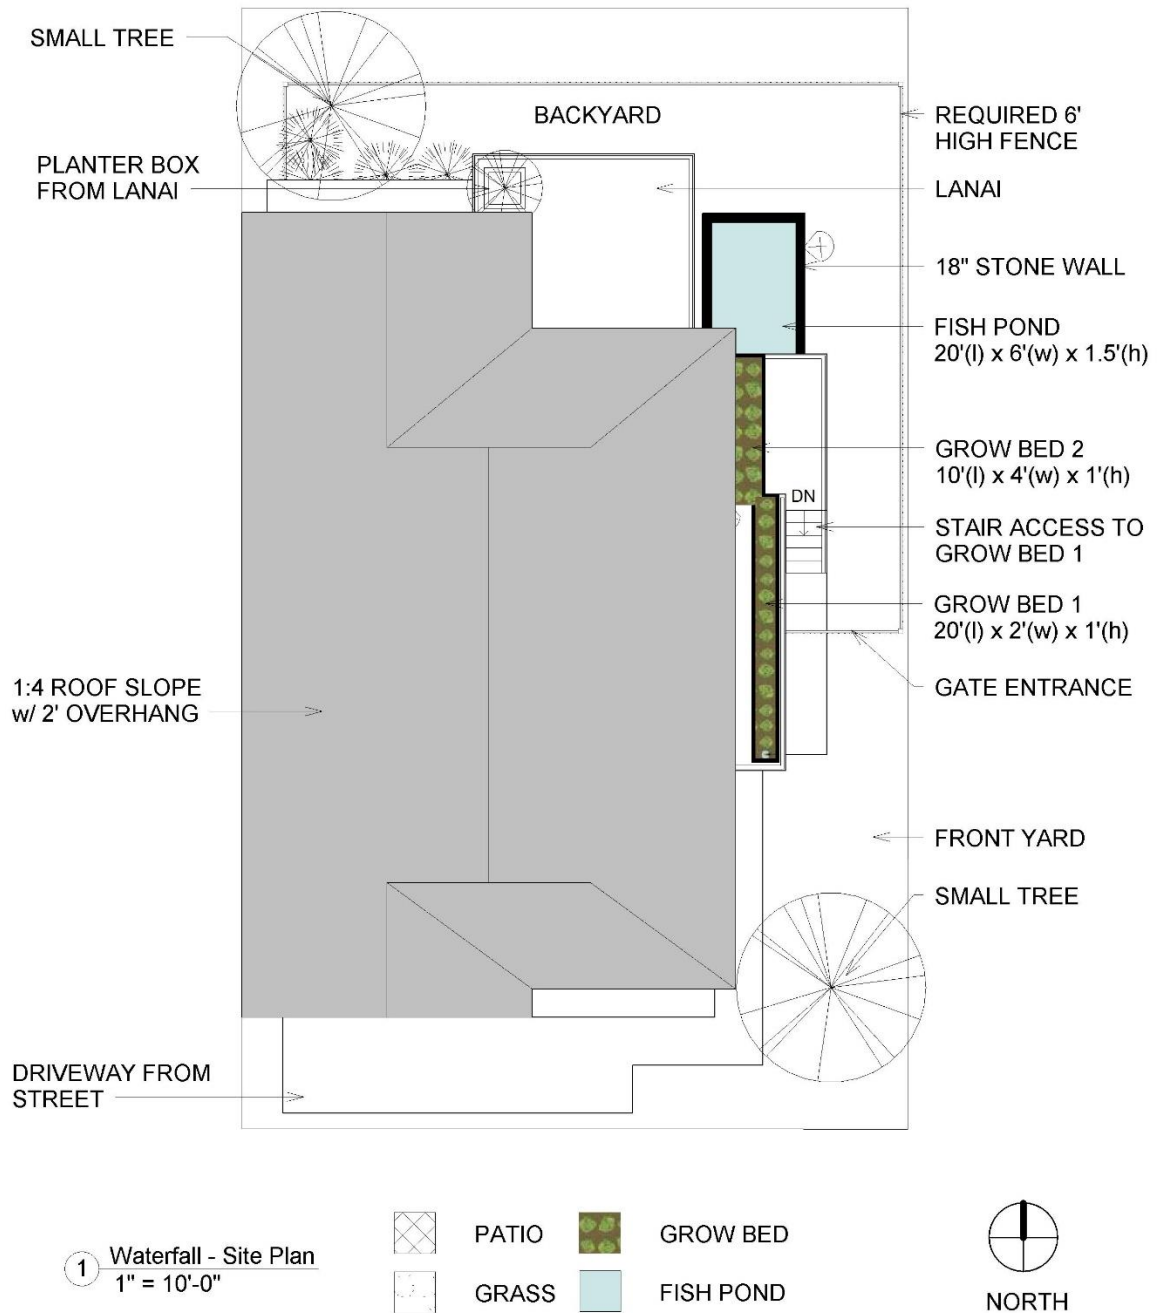 SMALL TREE
BACKYARD
REQUIRED 6'
HIGH FENCE
PLANTER BOX
FROM LANAI
LANAI
18" STONE WALL
FISH POND
20'(l) x 6'(w) x 1.5'(h)
GROW BED 2
10'(l) x 4'(w) x 1'(h)
DN
STAIR ACCESS TO
GROW BED 1
GROW BED 1
20'(l) x 2'(w) x 1'(h)
1:4 ROOF SLOPE
w/ 2' OVERHANG
GATE ENTRANCE
FRONT YARD
SMALL TREE
DRIVEWAY FROM
STREET
1 Waterfall - Site Plan
1" = 10'-0"
PATIO
GROW BED
GRASS
FISH POND
NORTH